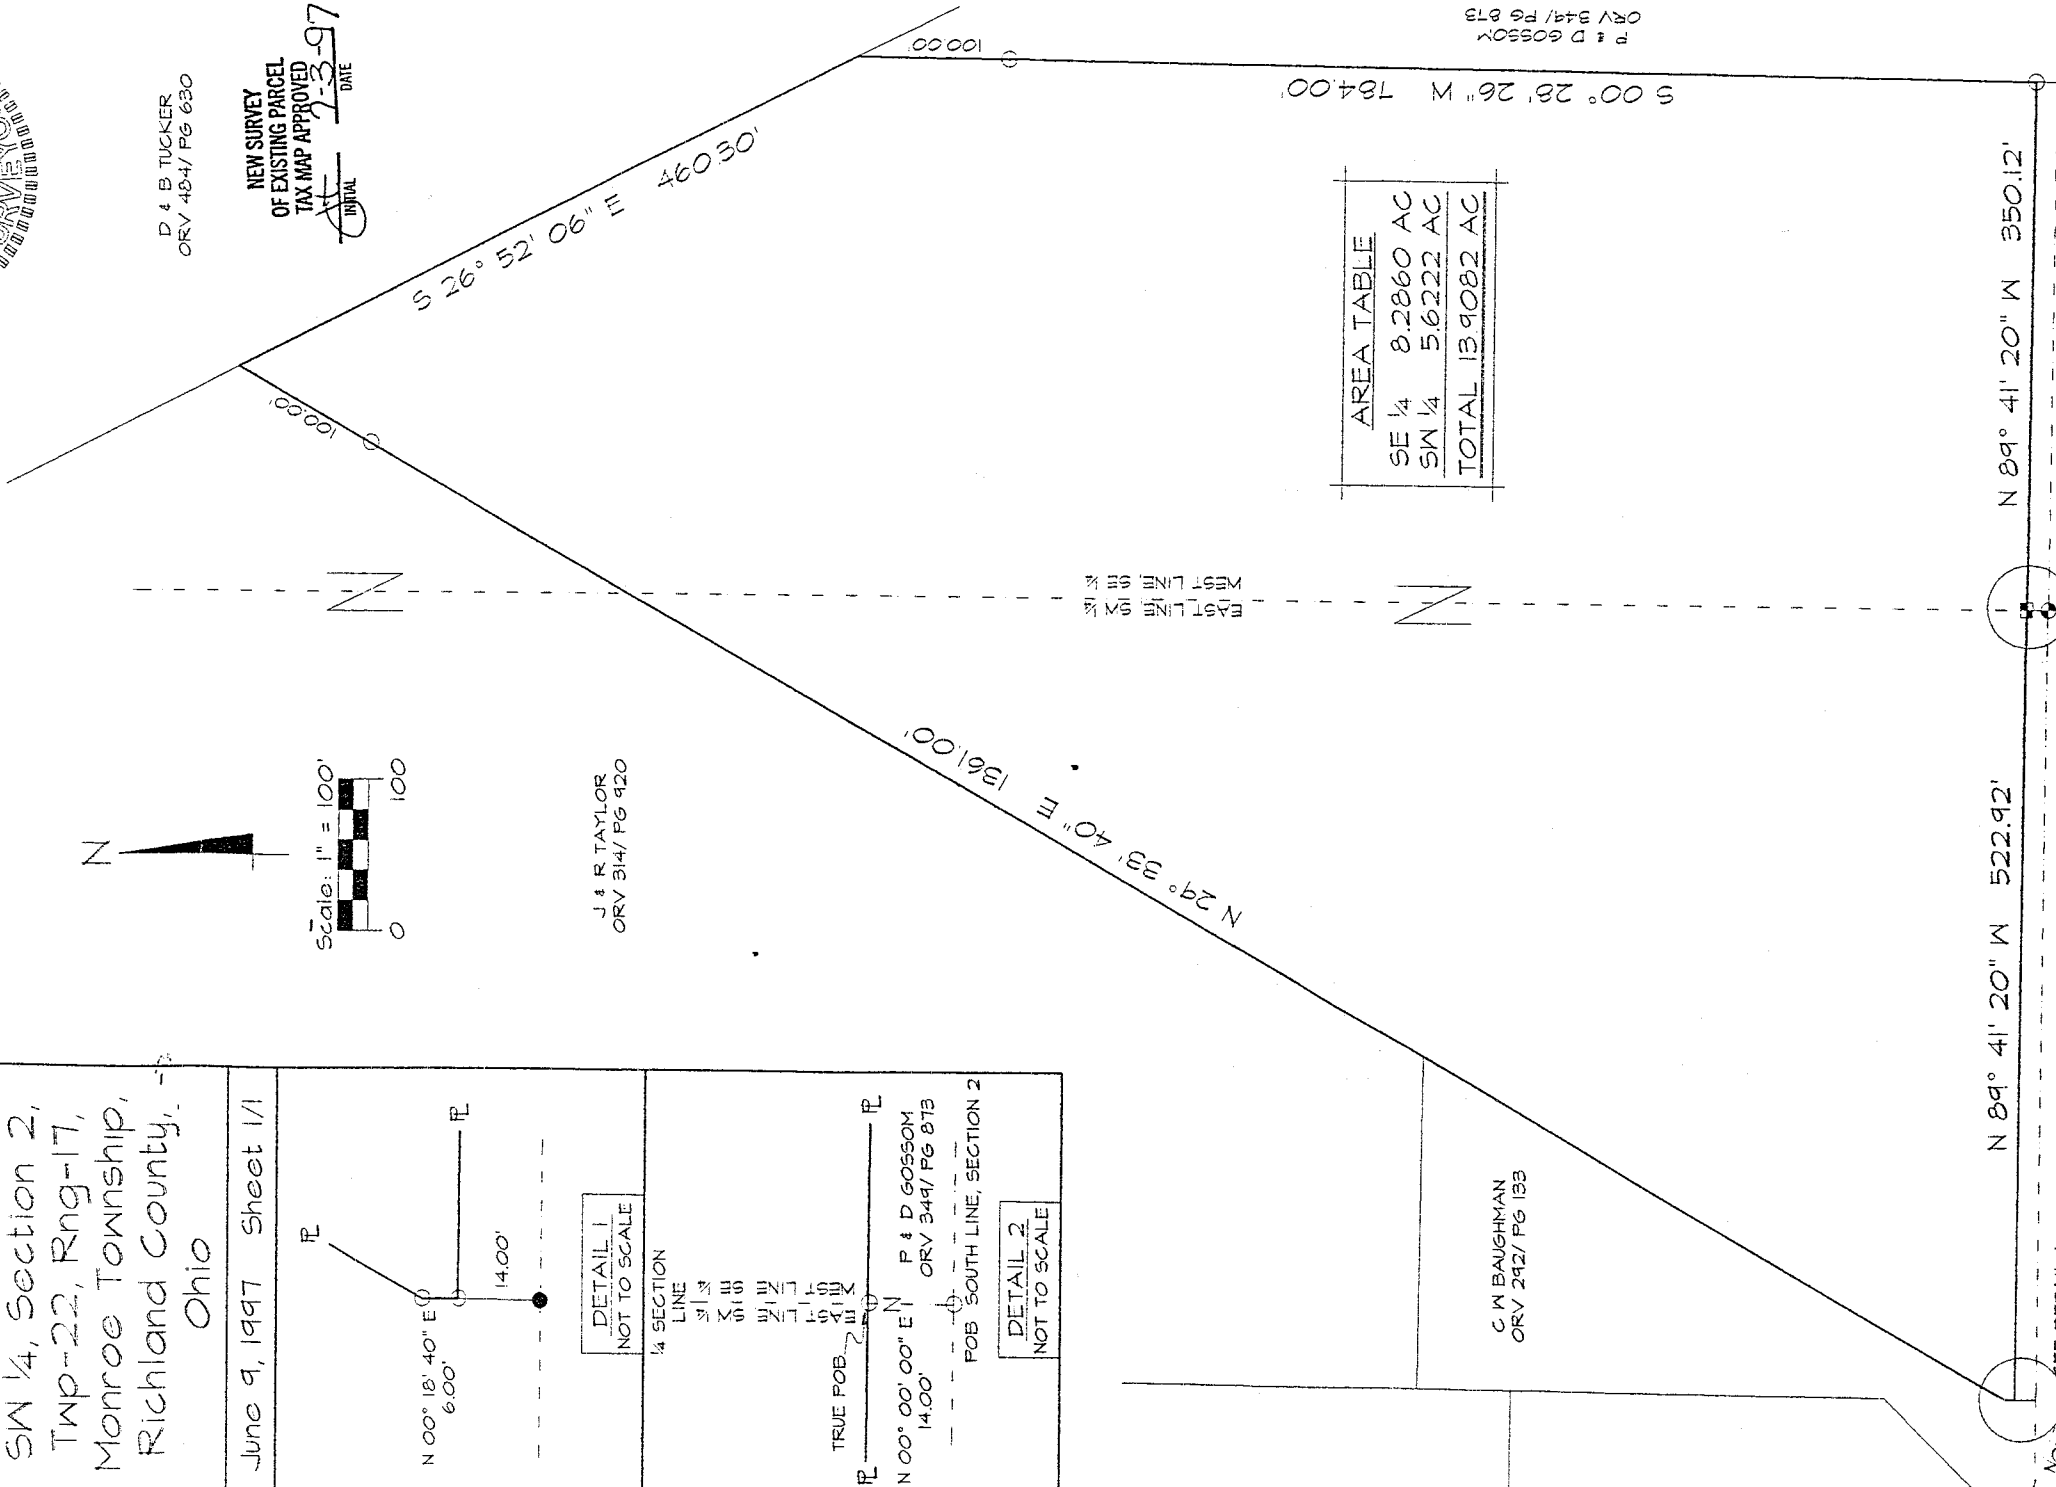 SW ¼, Section 2,
Twp-22, Rng-17,
Monroe Township,
Richland County,
Ohio
June 9, 1997 Sheet 1/1
℞
℞
N 00° 18' 40" E
6.00'
14.00'
DETAIL 1
NOT TO SCALE
¼ SECTION
LINE
EAST LINE SW ¼
WEST LINE SE ¼
TRUE POB
℞
℞
N 00° 00' 00" E
14.00'
P & D GOSSOM
ORV 349/ PG 873
POB SOUTH LINE, SECTION 2
DETAIL 2
NOT TO SCALE
N
Scale: 1" = 100'
0 100
J & R TAYLOR
ORV 314/ PG 920
C W BAUGHMAN
ORV 292/ PG 133
D & B TUCKER
ORV 484/ PG 630
NEW SURVEY
OF EXISTING PARCEL
TAX MAP APPROVED
7-3-97
INITIAL DATE
S 26° 52' 06" E 460.30'
100.00'
100.00'
N 29° 33' 40" E 1361.00'
EAST LINE, SW ¼
WEST LINE, SE ¼
S 00° 28' 26" W 784.00'
P & D GOSSOM
ORV 349/ PG 873
AREA TABLE
SE ¼ 8.2860 AC
SW ¼ 5.6222 AC
TOTAL 13.9082 AC
N 89° 41' 20" W 522.92'
N 89° 41' 20" W 350.12'